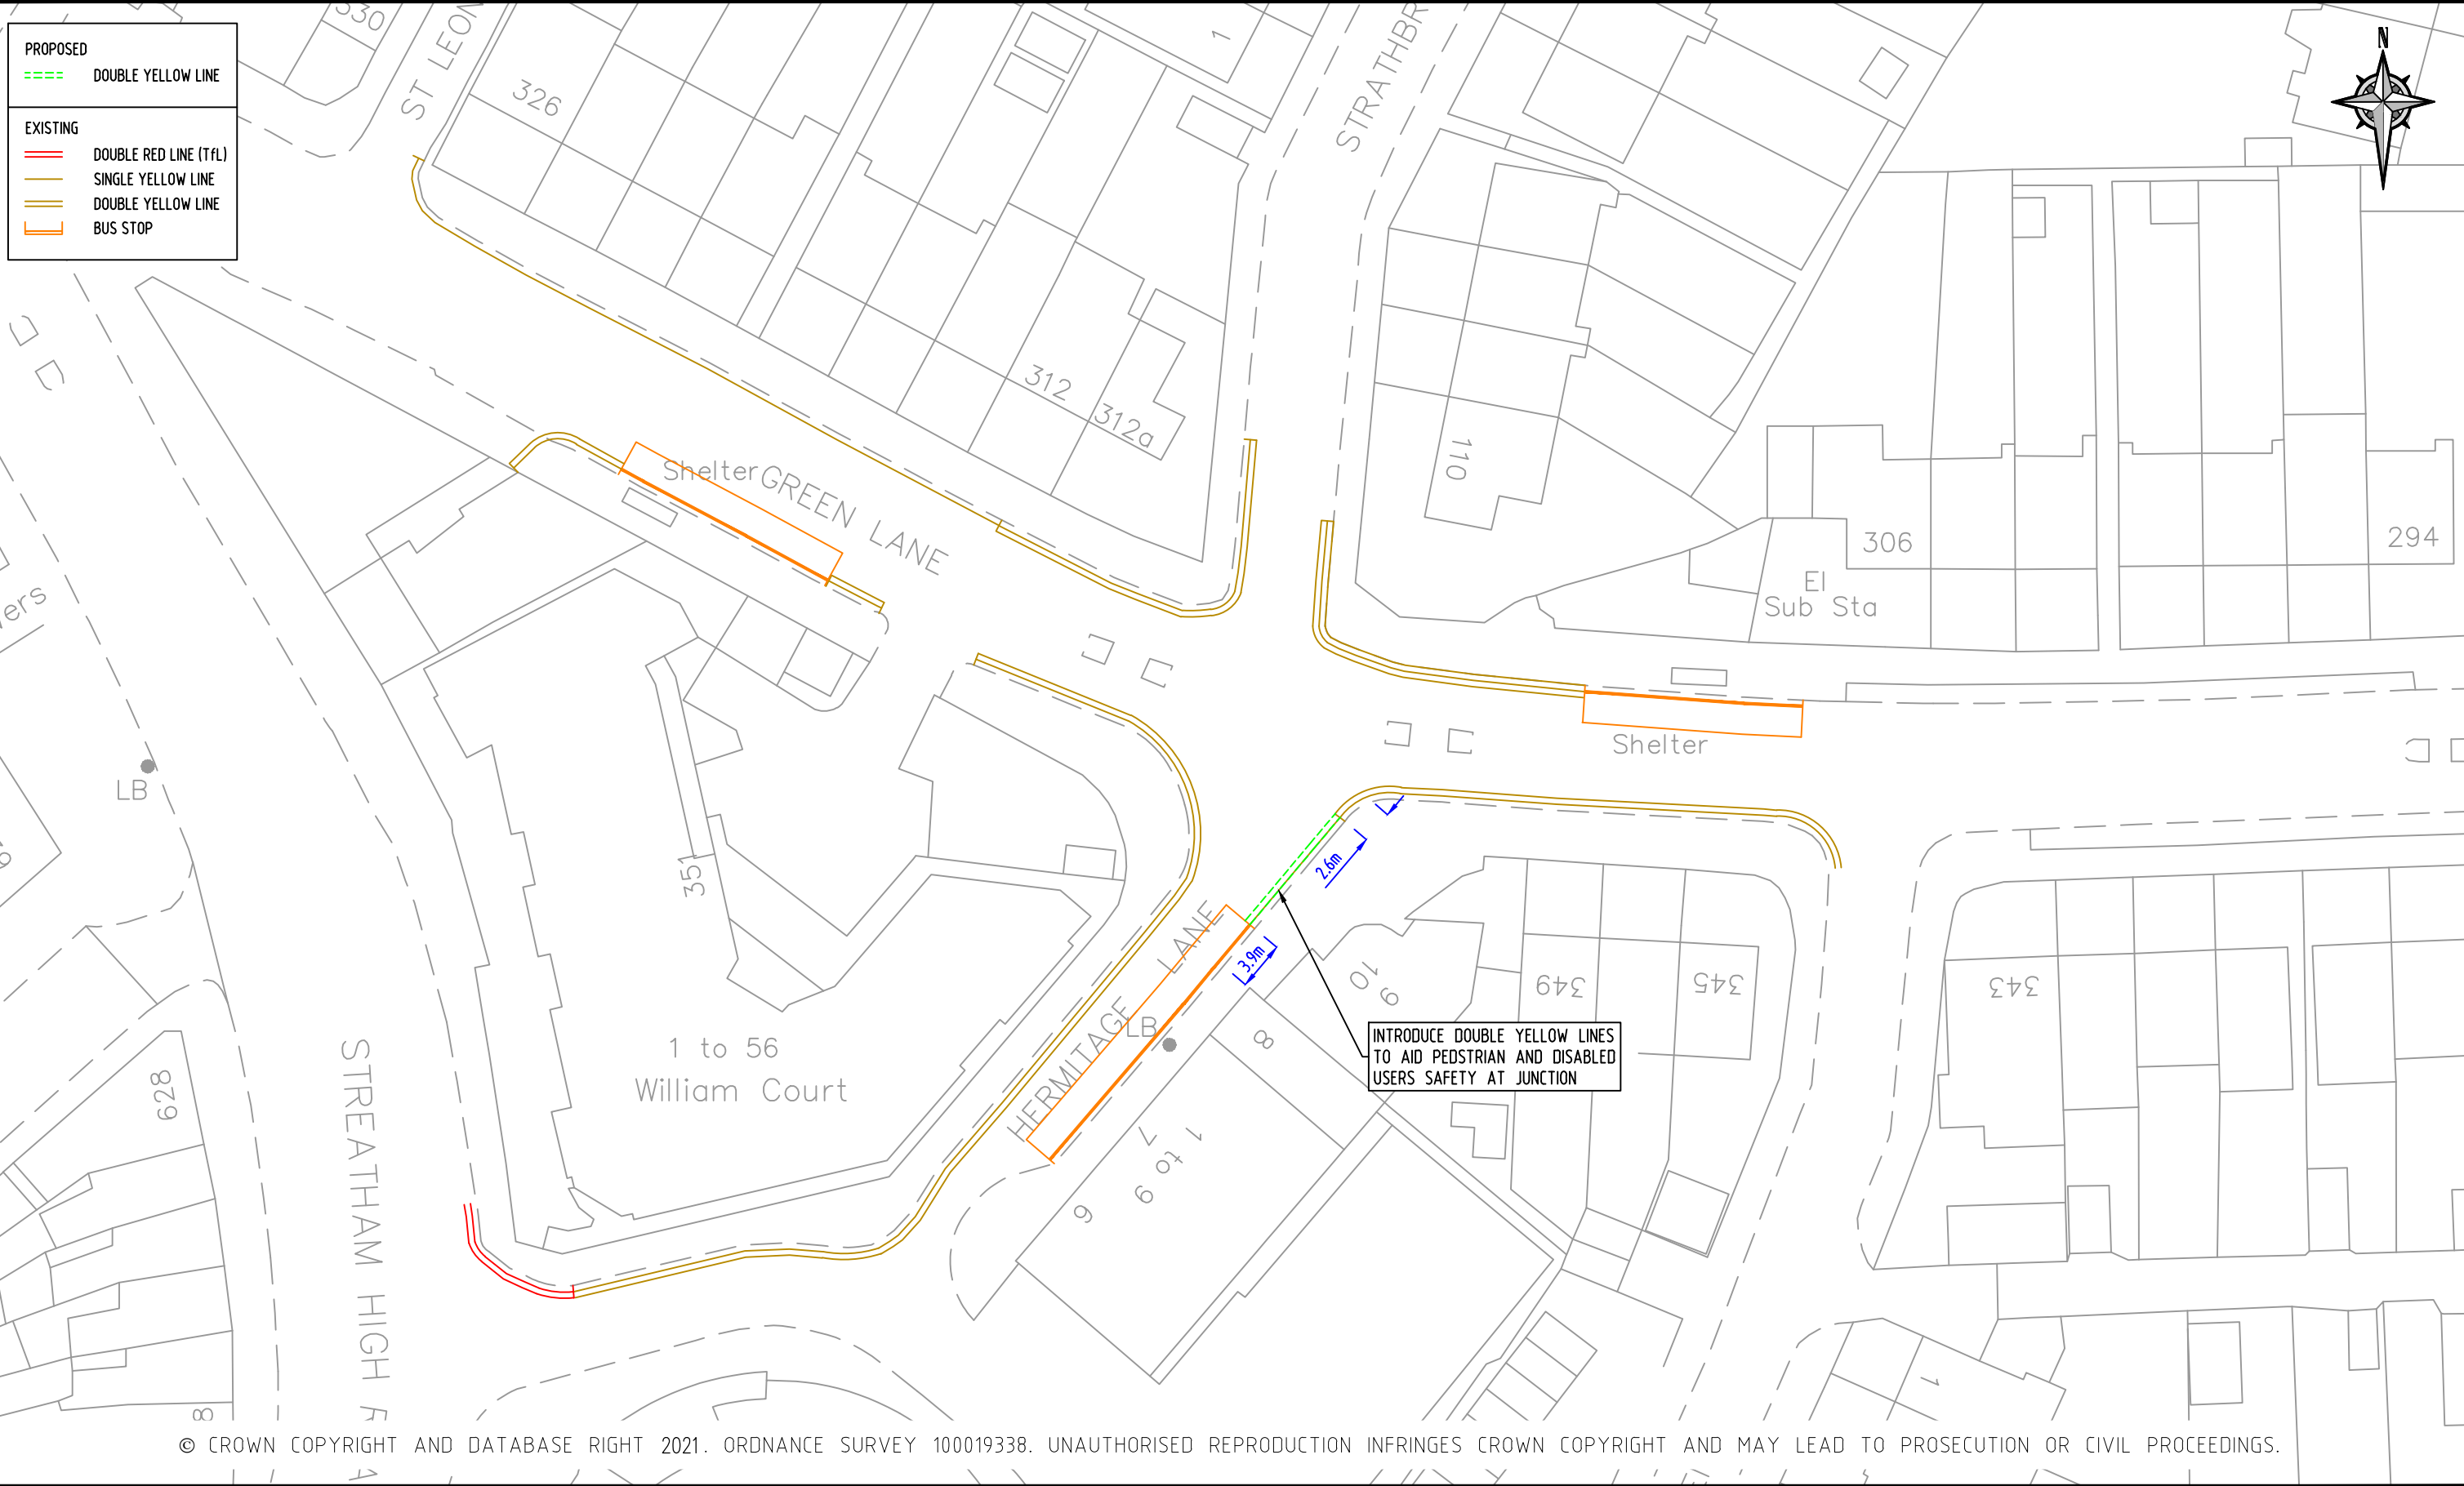 PROPOSED
DOUBLE YELLOW LINE
EXISTING
DOUBLE RED LINE (TfL)
SINGLE YELLOW LINE
DOUBLE YELLOW LINE
BUS STOP
N
330
ST LEON
326
1
STRATHBR
312
312a
110
Shelter
GREEN LANE
306
294
El
Sub Sta
Shelter
LB
351
2.6m
3.9m
HERMITAGE LANE
LB
10
9
8
349
345
343
INTRODUCE DOUBLE YELLOW LINES
TO AID PEDSTRIAN AND DISABLED
USERS SAFETY AT JUNCTION
1 to 56
William Court
628
STREATHAM HIGH R
7
1
to
9
6
1
8
© CROWN COPYRIGHT AND DATABASE RIGHT 2021. ORDNANCE SURVEY 100019338. UNAUTHORISED REPRODUCTION INFRINGES CROWN COPYRIGHT AND MAY LEAD TO PROSECUTION OR CIVIL PROCEEDINGS.